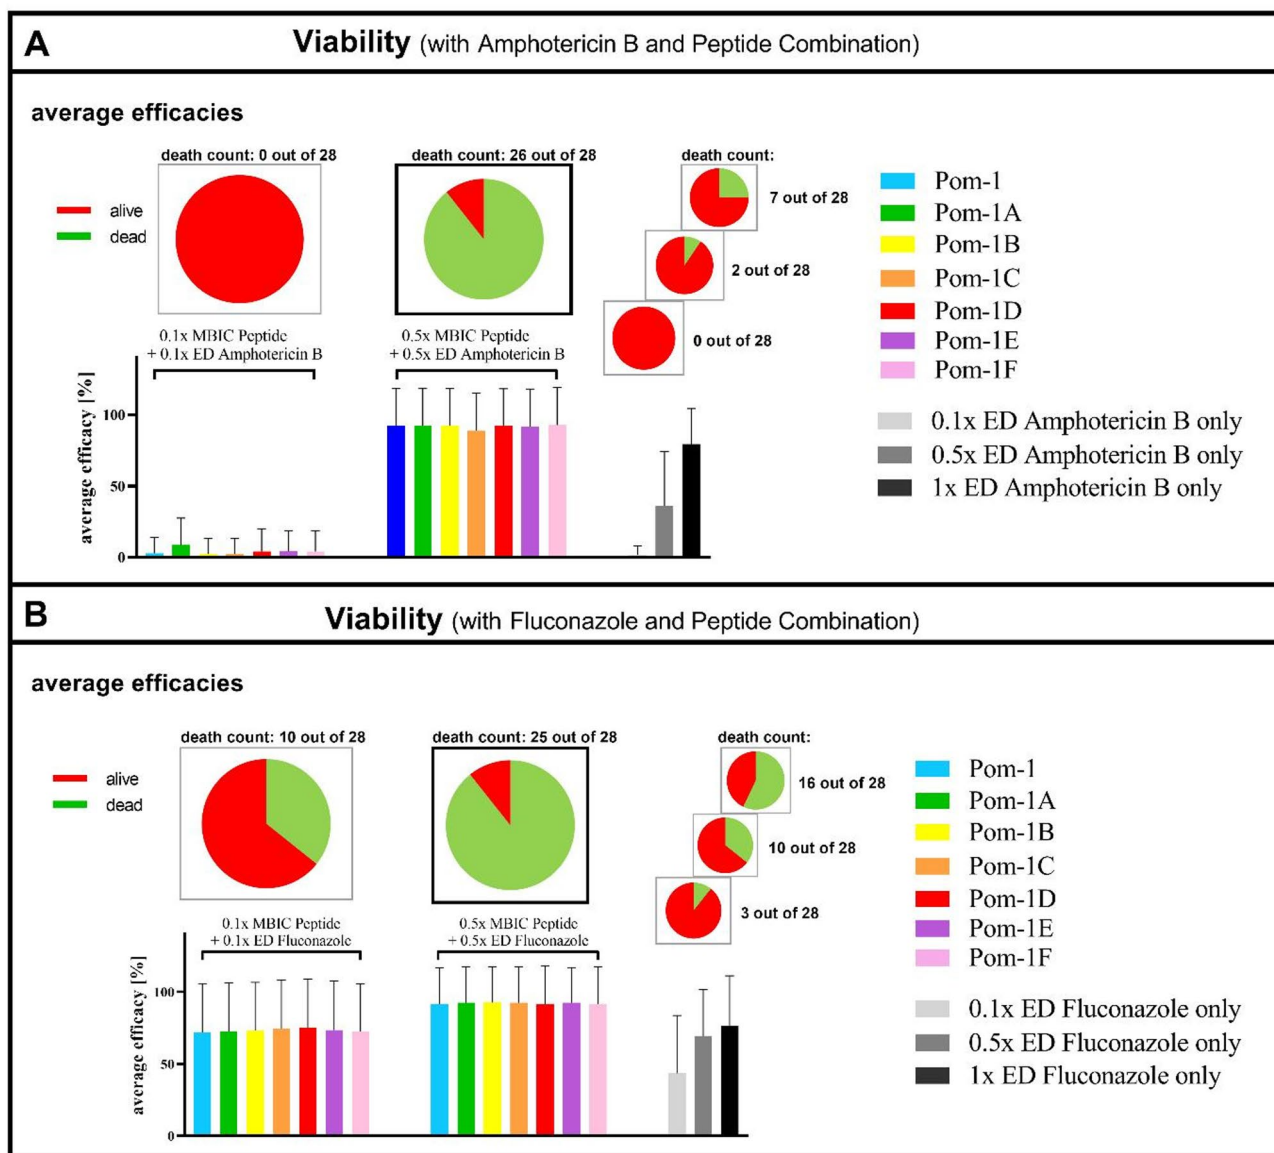 A
Viability (with Amphotericin B and Peptide Combination)
average efficacies
alive
dead
death count: 0 out of 28
death count: 26 out of 28
death count:
7 out of 28
2 out of 28
0 out of 28
0.1x MBIC Peptide
+ 0.1x ED Amphotericin B
0.5x MBIC Peptide
+ 0.5x ED Amphotericin B
average efficacy [%]
100
50
0
Pom-1
Pom-1A
Pom-1B
Pom-1C
Pom-1D
Pom-1E
Pom-1F
0.1x ED Amphotericin B only
0.5x ED Amphotericin B only
1x ED Amphotericin B only
B
Viability (with Fluconazole and Peptide Combination)
average efficacies
alive
dead
death count: 10 out of 28
death count: 25 out of 28
death count:
16 out of 28
10 out of 28
3 out of 28
0.1x MBIC Peptide
+ 0.1x ED Fluconazole
0.5x MBIC Peptide
+ 0.5x ED Fluconazole
average efficacy [%]
100
50
0
Pom-1
Pom-1A
Pom-1B
Pom-1C
Pom-1D
Pom-1E
Pom-1F
0.1x ED Fluconazole only
0.5x ED Fluconazole only
1x ED Fluconazole only